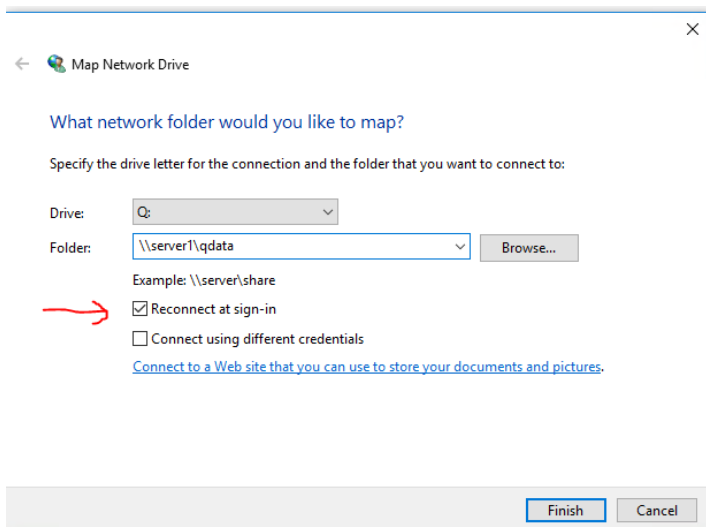 Map Network Drive
What network folder would you like to map?
Specify the drive letter for the connection and the folder that you want to connect to:
Drive: Q:
Folder: \\server1\qdata Browse...
Example: \\server\share
Reconnect at sign-in
Connect using different credentials
Connect to a Web site that you can use to store your documents and pictures.
Finish Cancel